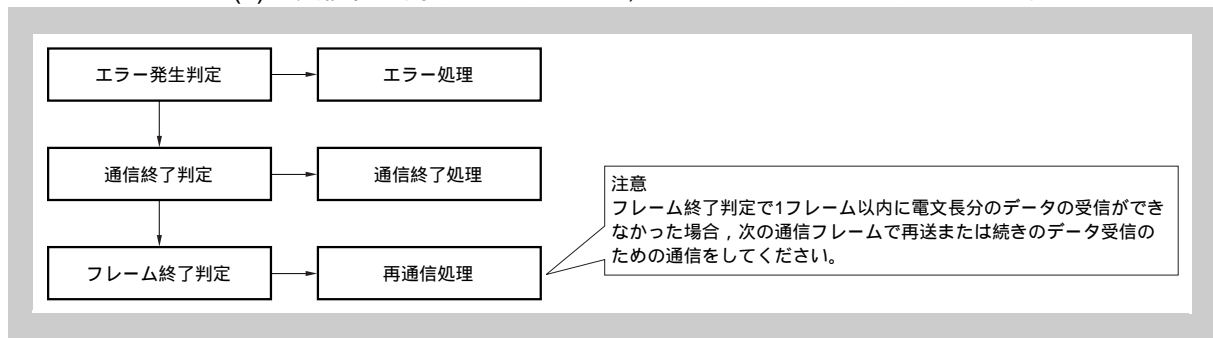 エラー発生判定
エラー処理
通信終了判定
通信終了処理
フレーム終了判定
再通信処理
注意
フレーム終了判定で1フレーム以内に電文長分のデータの受信ができ
なかった場合，次の通信フレームで再送または続きのデータ受信の
ための通信をしてください。